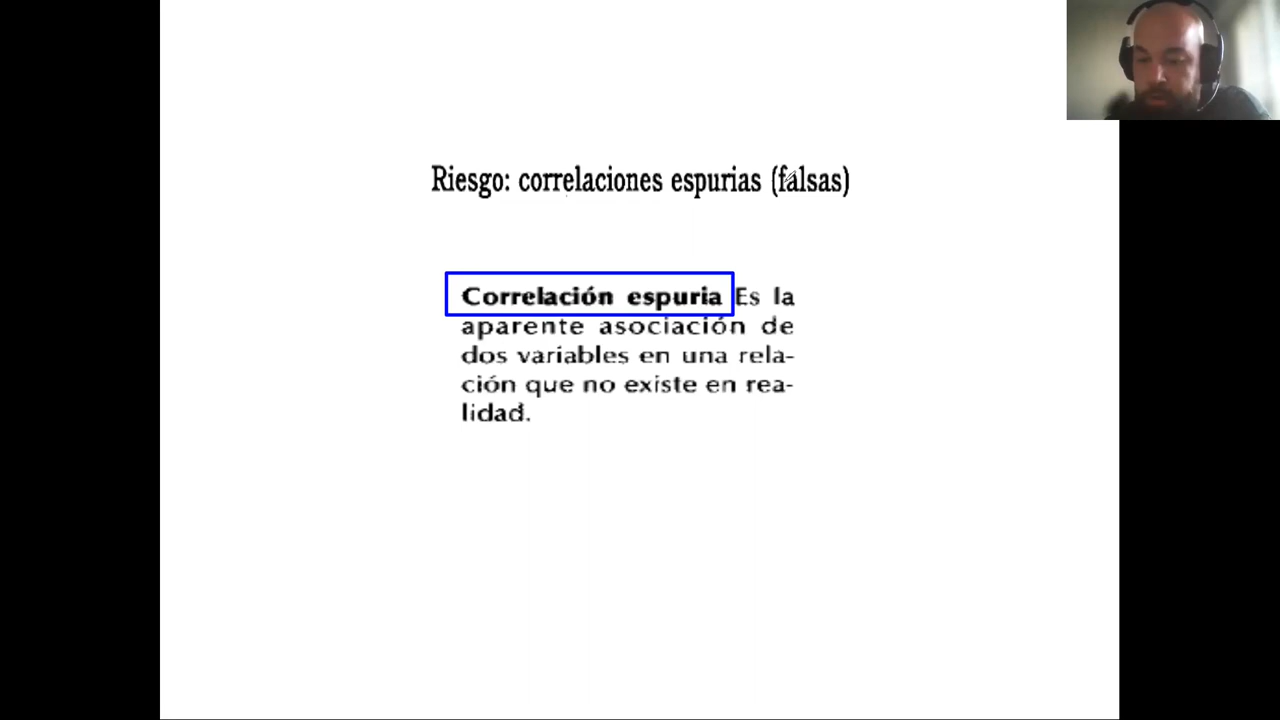 Riesgo: correlaciones espurias (falsas)
Correlación espuria Es la
aparente asociación de
dos variables en una rela-
ción que no existe en rea-
lidad.